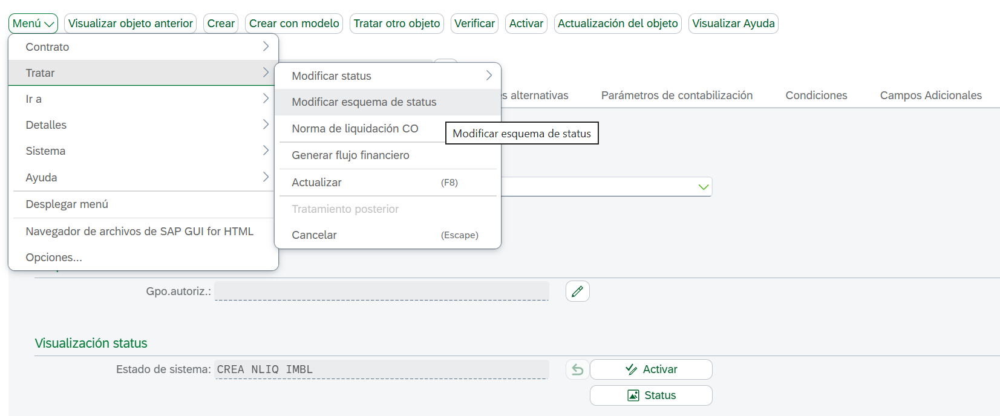 Menú Visualizar objeto anterior Crear Crear con modelo Tratar otro objeto Verificar Activar Actualización del objeto Visualizar Ayuda
Contrato
Tratar
Ir a
Detalles
Sistema
Ayuda
Desplegar menú
Navegador de archivos de SAP GUI for HTML
Opciones...
Modificar status
Modificar esquema de status
Norma de liquidación CO
Generar flujo financiero
Actualizar (F8)
Tratamiento posterior
Cancelar (Escape)
Modificar esquema de status
alternativas Parámetros de contabilización Condiciones Campos Adicionales
Gpo.autoriz.:
Visualización status
Estado de sistema: CREA NLIQ IMBL Activar
Status